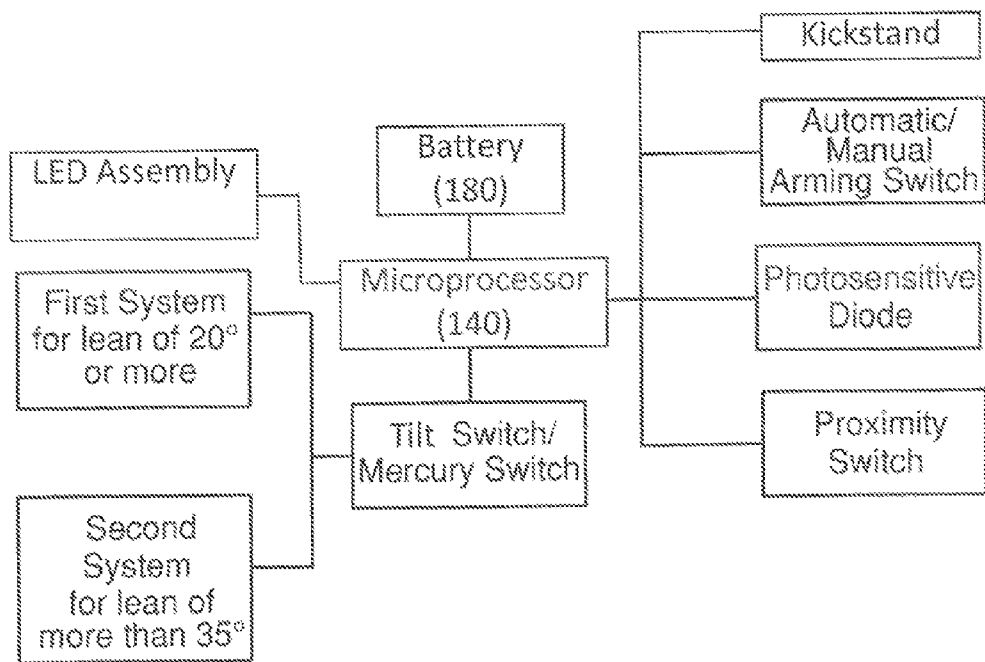 Kickstand
Automatic/
Manual
Arming Switch
Battery
(180)
LED Assembly
Microprocessor
(140)
Photosensitive
Diode
First System
for lean of 20°
or more
Tilt Switch/
Mercury Switch
Proximity
Switch
Second
System
for lean of
more than 35°